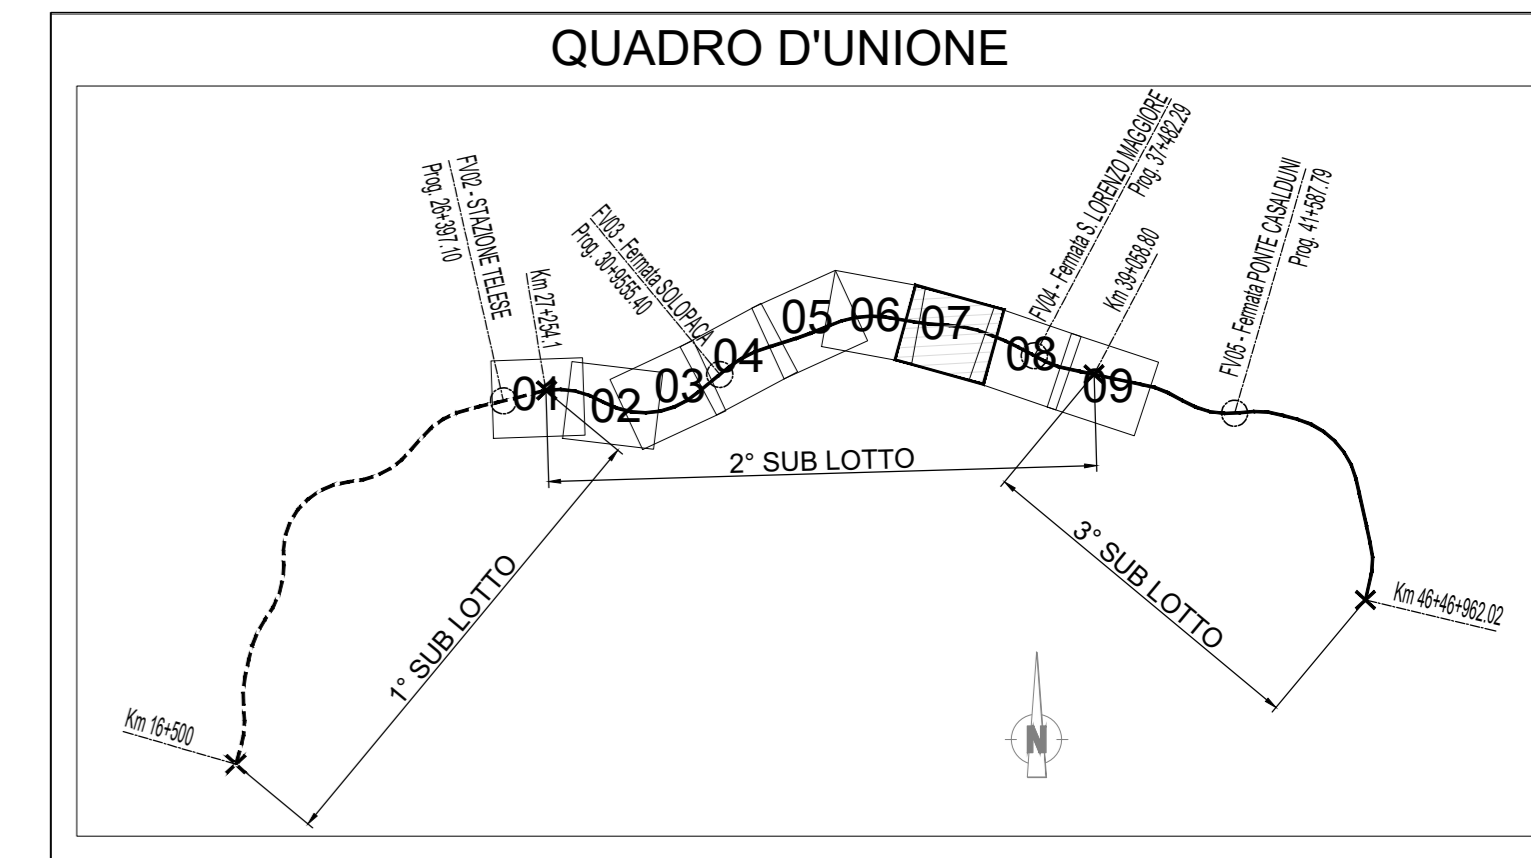 QUADRO D'UNIONE
FV02 - STAZIONE TELESE
Prog. 26+397.10
Km 27+254.1
FV03 - Fermata SOLOPACA
Prog. 30+9555.40
FV04 - Fermata S. LORENZO MAGGIORE
Prog. 37+482.29
Km 39+058.80
FV05 - Fermata PONTE CASALDUNI
Prog. 41+587.79
01
02
03
04
05
06
07
08
09
2° SUB LOTTO
1° SUB LOTTO
3° SUB LOTTO
Km 16+500
Km 46+46+962.02
N